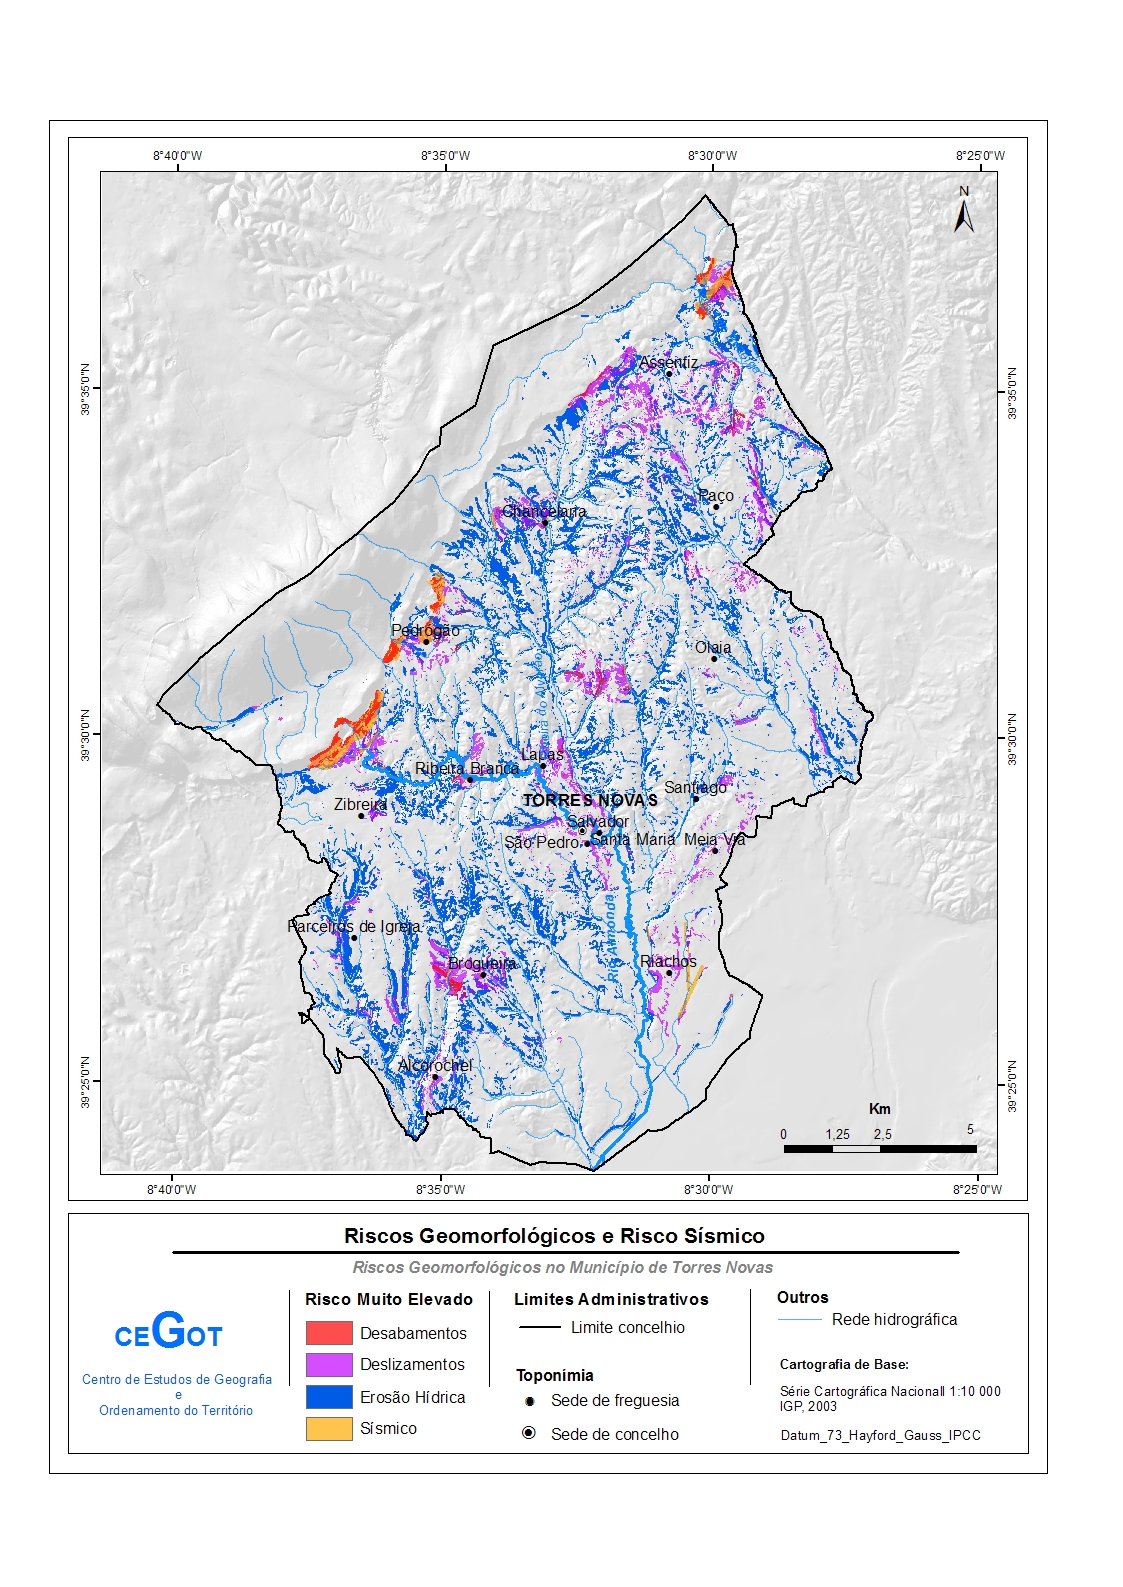 8°40'0"W
8°35'0"W
8°30'0"W
8°25'0"W
N
39°35'0"N
39°35'0"N
Assentiz
Paço
Chancelaria
Pedrógão
Olaia
39°30'0"N
39°30'0"N
Lapas
Ribeira Branca
Santiago
TORRES NOVAS
Zibreira
Salvador
São Pedro
Santa Maria
Meia Via
Rio Almonda
Parceiros de Igreja
Brogueira
Riachos
Alcorochel
39°25'0"N
39°25'0"N
Km
0 1,25 2,5 5
8°40'0"W
8°35'0"W
8°30'0"W
8°25'0"W
Riscos Geomorfológicos e Risco Sísmico
Riscos Geomorfológicos no Município de Torres Novas
CEGOT
Centro de Estudos de Geografia
e
Ordenamento do Território
Risco Muito Elevado
Desabamentos
Deslizamentos
Erosão Hídrica
Sísmico
Limites Administrativos
Limite concelhio
Toponímia
Sede de freguesia
Sede de concelho
Outros
Rede hidrográfica
Cartografia de Base:
Série Cartográfica Nacionall 1:10 000
IGP, 2003
Datum_73_Hayford_Gauss_IPCC